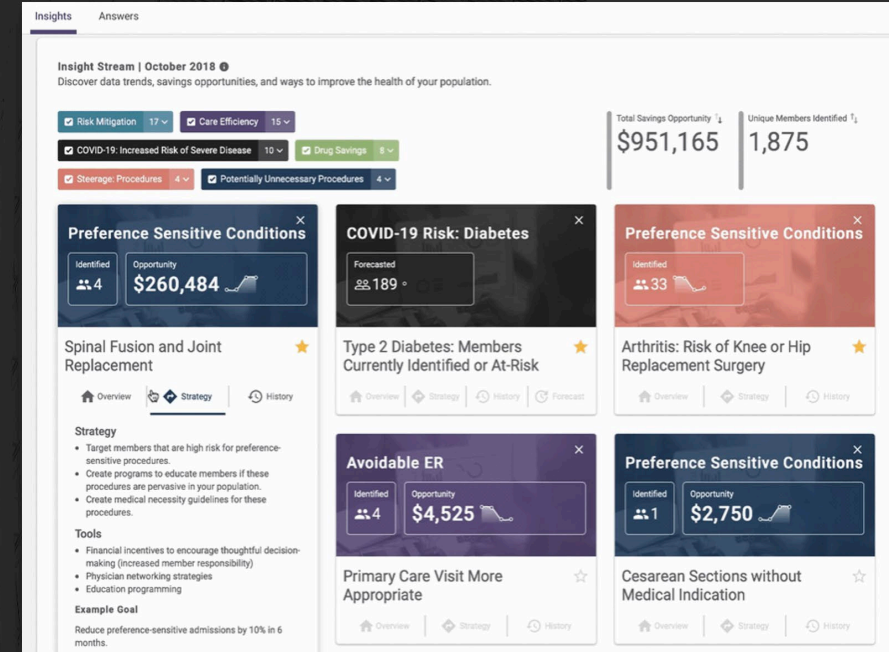 Insights Answers
Insight Stream | October 2018
Discover data trends, savings opportunities, and ways to improve the health of your population.
Risk Mitigation 17 Care Efficiency 15
COVID-19: Increased Risk of Severe Disease 10 Drug Savings 8
Steerage: Procedures 4 Potentially Unnecessary Procedures 4
Total Savings Opportunity
$951,165
Unique Members Identified
1,875
Preference Sensitive Conditions
Identified
4
Opportunity
$260,484
Spinal Fusion and Joint
Replacement
Overview Strategy History
Strategy
• Target members that are high risk for preference-
sensitive procedures.
• Create programs to educate members if these
procedures are pervasive in your population.
• Create medical necessity guidelines for these
procedures.
Tools
• Financial incentives to encourage thoughtful decision-
making (increased member responsibility)
• Physician networking strategies
• Education programming
Example Goal
Reduce preference-sensitive admissions by 10% in 6
months.
COVID-19 Risk: Diabetes
Forecasted
189
Type 2 Diabetes: Members
Currently Identified or At-Risk
Overview Strategy History Forecast
Preference Sensitive Conditions
Identified
33
Arthritis: Risk of Knee or Hip
Replacement Surgery
Overview Strategy History
Avoidable ER
Identified
4
Opportunity
$4,525
Primary Care Visit More
Appropriate
Overview Strategy History
Preference Sensitive Conditions
Identified
1
Opportunity
$2,750
Cesarean Sections without
Medical Indication
Overview Strategy History